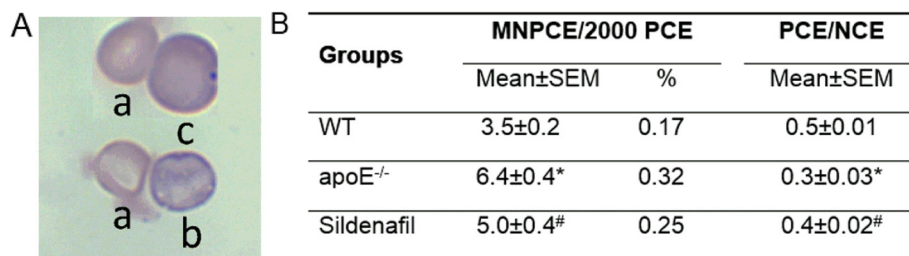 A
a
c
a
b
B
Groups MNPCE/2000 PCE PCE/NCE
Mean±SEM % Mean±SEM
WT 3.5±0.2 0.17 0.5±0.01
apoE-/- 6.4±0.4* 0.32 0.3±0.03*
Sildenafil 5.0±0.4# 0.25 0.4±0.02#